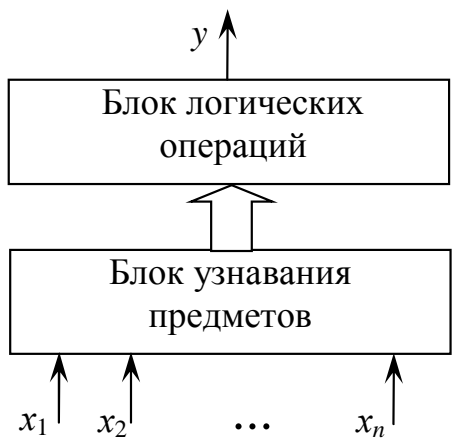 y
Блок логических
операций
Блок узнавания
предметов
x₁ x₂ ... xₙ